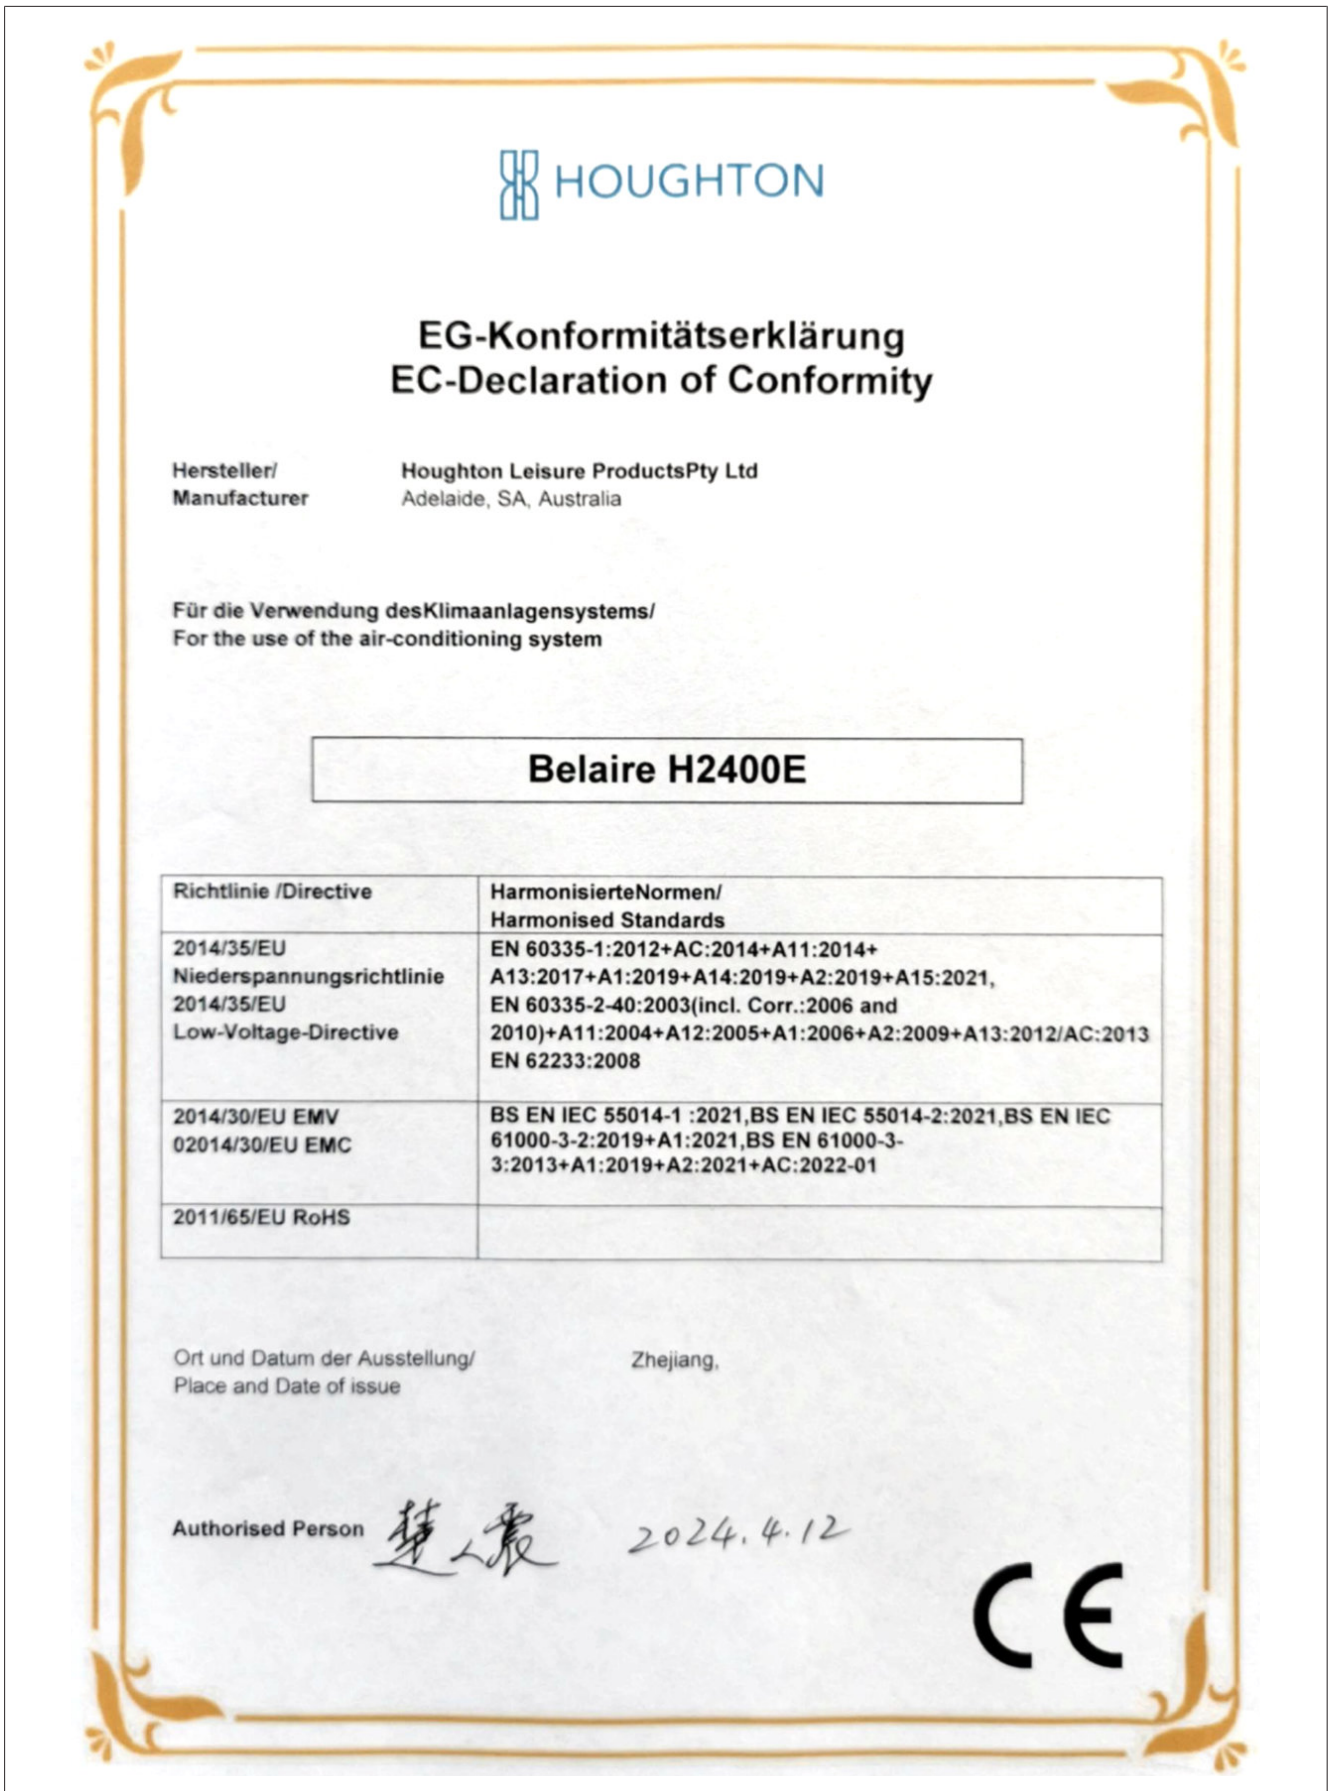 HOUGHTON
EG-Konformitätserklärung
EC-Declaration of Conformity
Hersteller/
Manufacturer
Houghton Leisure ProductsPty Ltd
Adelaide, SA, Australia
Für die Verwendung desKlimaanlagensystems/
For the use of the air-conditioning system
Belaire H2400E
Richtlinie /Directive
HarmonisierteNormen/
Harmonised Standards
2014/35/EU
Niederspannungsrichtlinie
2014/35/EU
Low-Voltage-Directive
EN 60335-1:2012+AC:2014+A11:2014+
A13:2017+A1:2019+A14:2019+A2:2019+A15:2021,
EN 60335-2-40:2003(incl. Corr.:2006 and
2010)+A11:2004+A12:2005+A1:2006+A2:2009+A13:2012/AC:2013
EN 62233:2008
2014/30/EU EMV
02014/30/EU EMC
BS EN IEC 55014-1 :2021,BS EN IEC 55014-2:2021,BS EN IEC
61000-3-2:2019+A1:2021,BS EN 61000-3-
3:2013+A1:2019+A2:2021+AC:2022-01
2011/65/EU RoHS
Ort und Datum der Ausstellung/
Place and Date of issue
Zhejiang,
Authorised Person
2024.4.12
CE